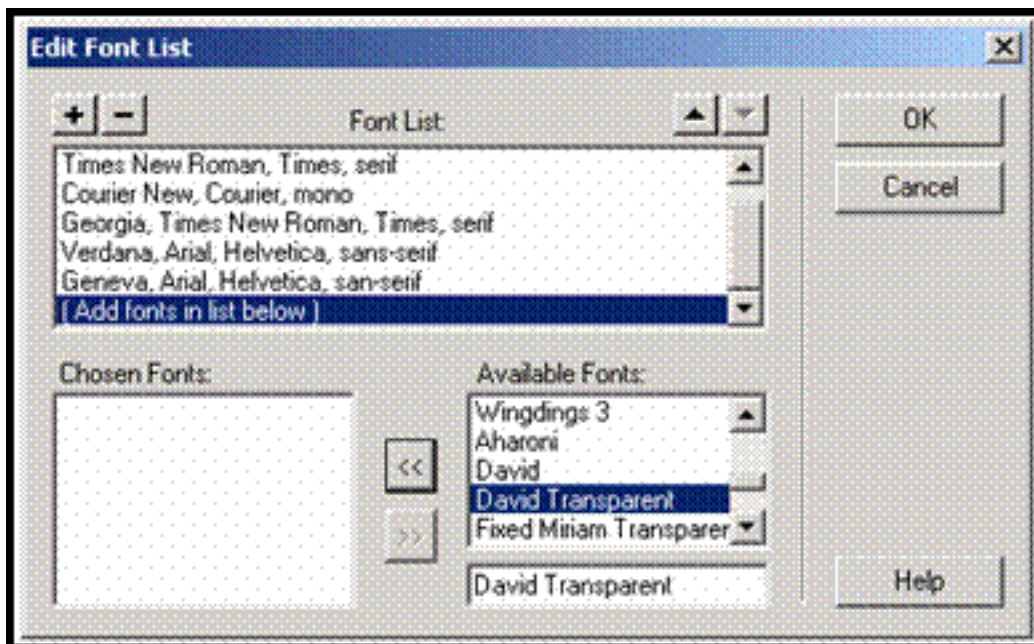 Edit Font List
+ - Font List:
OK
Cancel
Times New Roman, Times, serif
Courier New, Courier, mono
Georgia, Times New Roman, Times, serif
Verdana, Arial, Helvetica, sans-serif
Geneva, Arial, Helvetica, san-serif
( Add fonts in list below )
Chosen Fonts:
Available Fonts:
Wingdings 3
Aharoni
David
David Transparent
Fixed Miriam Transparer
<<
>>
David Transparent
Help